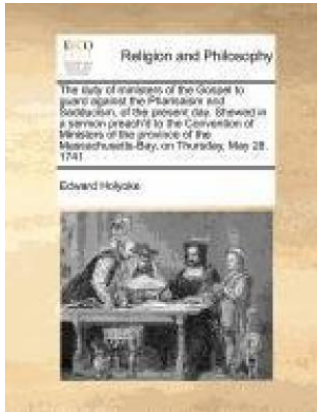 ECCO
Religion and Philosophy
The duty of ministers of the Gospel to
guard against the Pharisaism and
Sadducism, of the present day. Shewed in
a sermon preach'd to the Convention of
Ministers of the province of the
Massachusetts-Bay, on Thursday, May 28.
1741.
Edward Holyoke